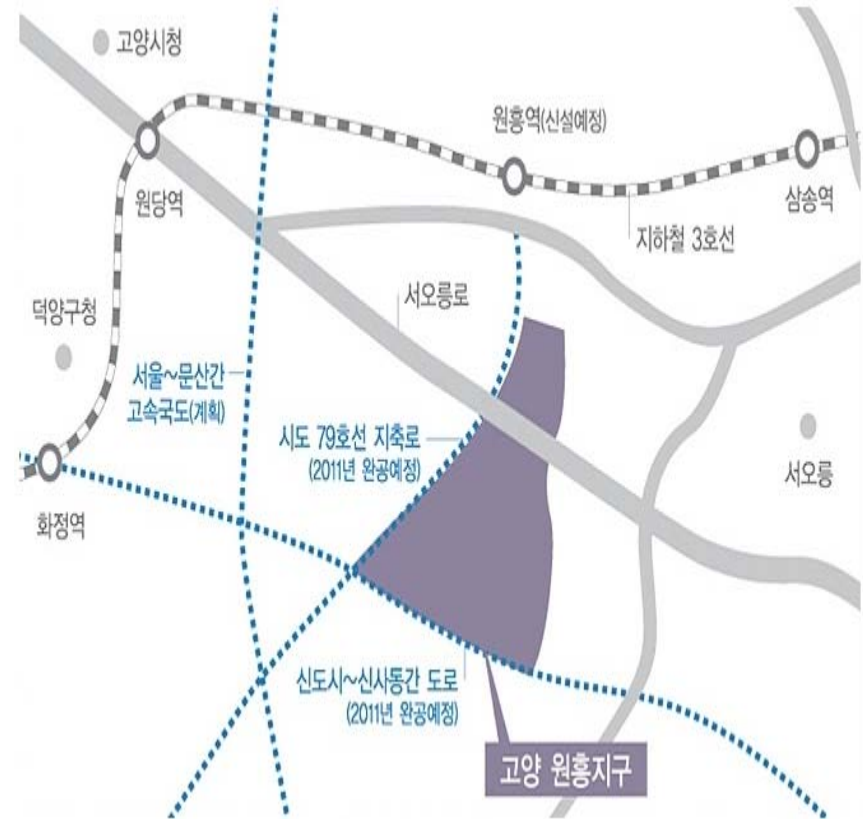 고양시청
원흥역(신설예정)
원당역
삼송역
지하철 3호선
서오릉로
덕양구청
서울~문산간
고속국도(계획)
시도 79호선 지축로
(2011년 완공예정)
서오릉
화정역
신도시~신사동간 도로
(2011년 완공예정)
고양 원흥지구